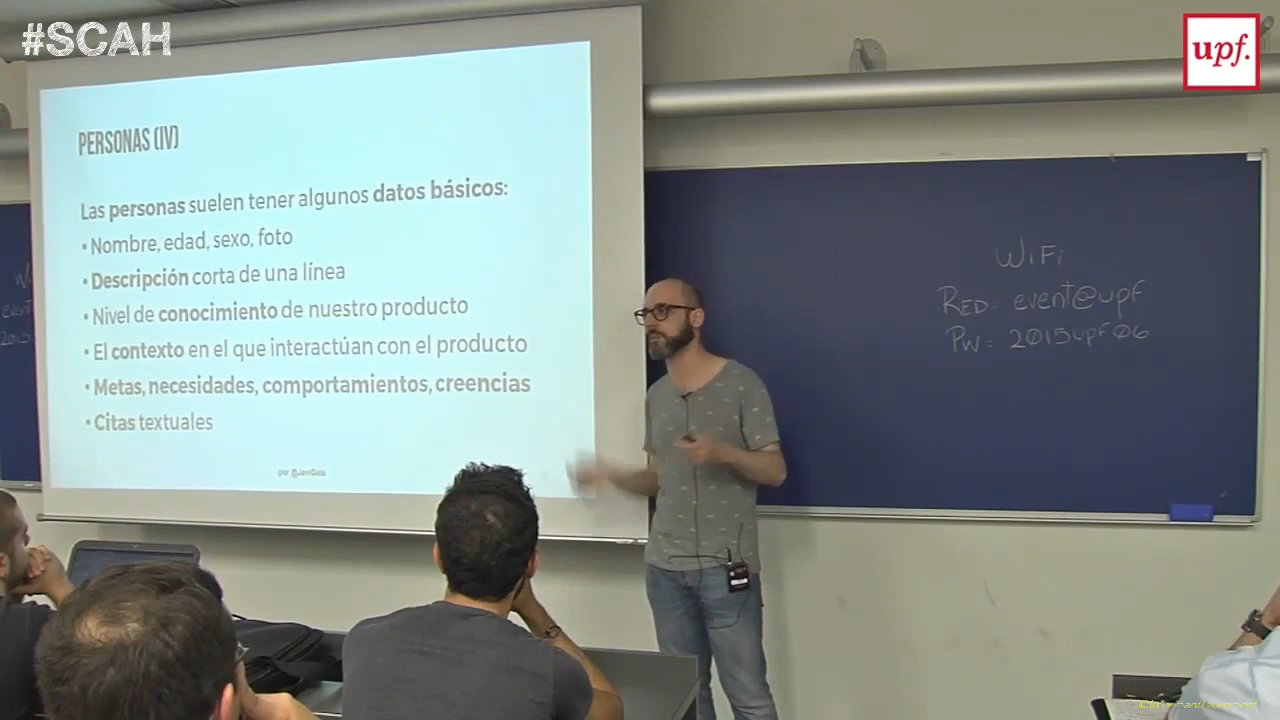 #SCAH
upf.
PERSONAS (IV)
Las personas suelen tener algunos datos básicos:
• Nombre, edad, sexo, foto
• Descripción corta de una línea
• Nivel de conocimiento de nuestro producto
• El contexto en el que interactúan con el producto
• Metas, necesidades, comportamientos, creencias
• Citas textuales
por @JaviGala
WiFi
RED: event@upf
PW: 2015upf06